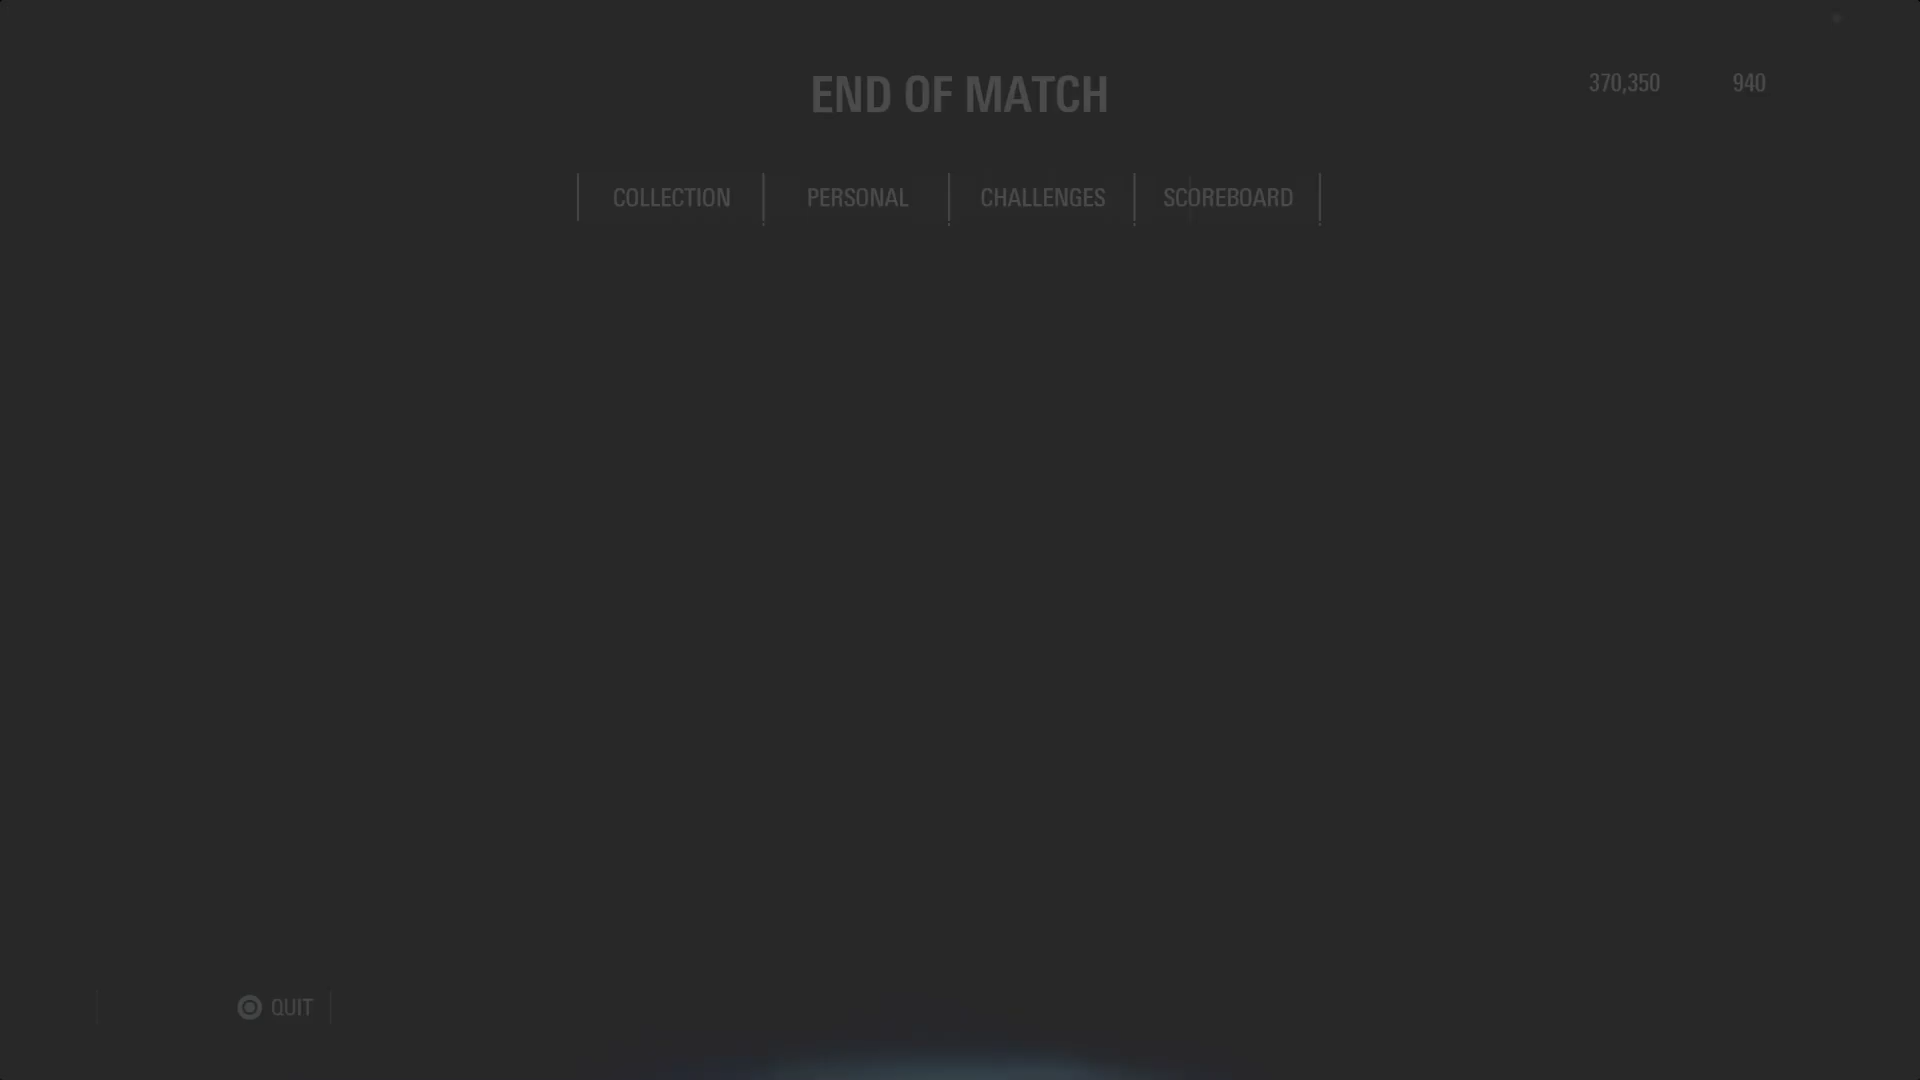 END OF MATCH
370,350 940
COLLECTION PERSONAL CHALLENGES SCOREBOARD
QUIT